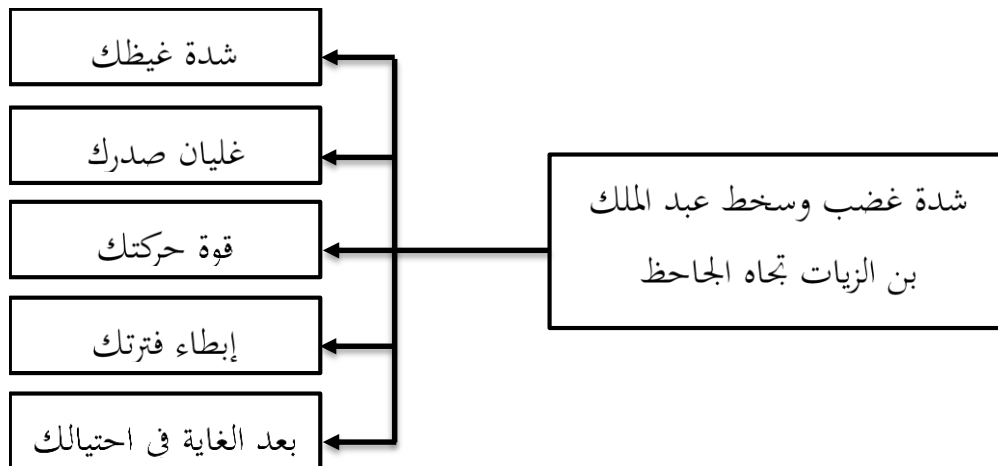 شدة غضب وسخط عبد الملك
بن الزيات تجاه الجاحظ
شدة غيظك
غليان صدرك
قوة حركتك
إبطاء فترتك
بعد الغاية فى احتيالك